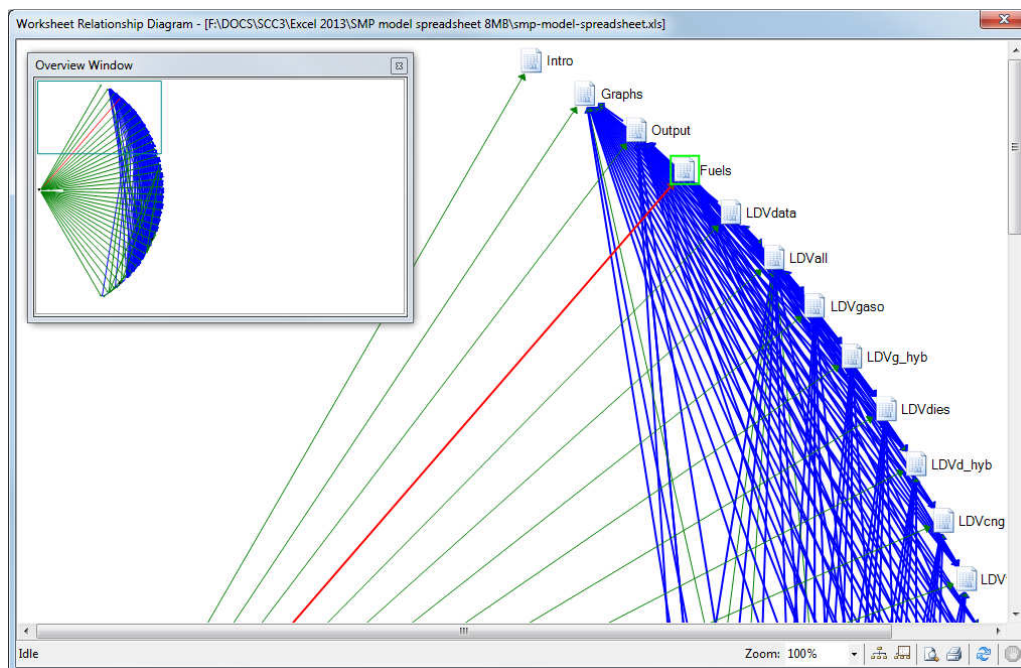 Worksheet Relationship Diagram - [F:\DOCS\SCC3\Excel 2013\SMP model spreadsheet 8MB\smp-model-spreadsheet.xls]
Overview Window
Intro
Graphs
Output
Fuels
LDVdata
LDVall
LDVgaso
LDVg_hyb
LDVdies
LDVd_hyb
LDVcng
LDV
Idle
Zoom: 100%